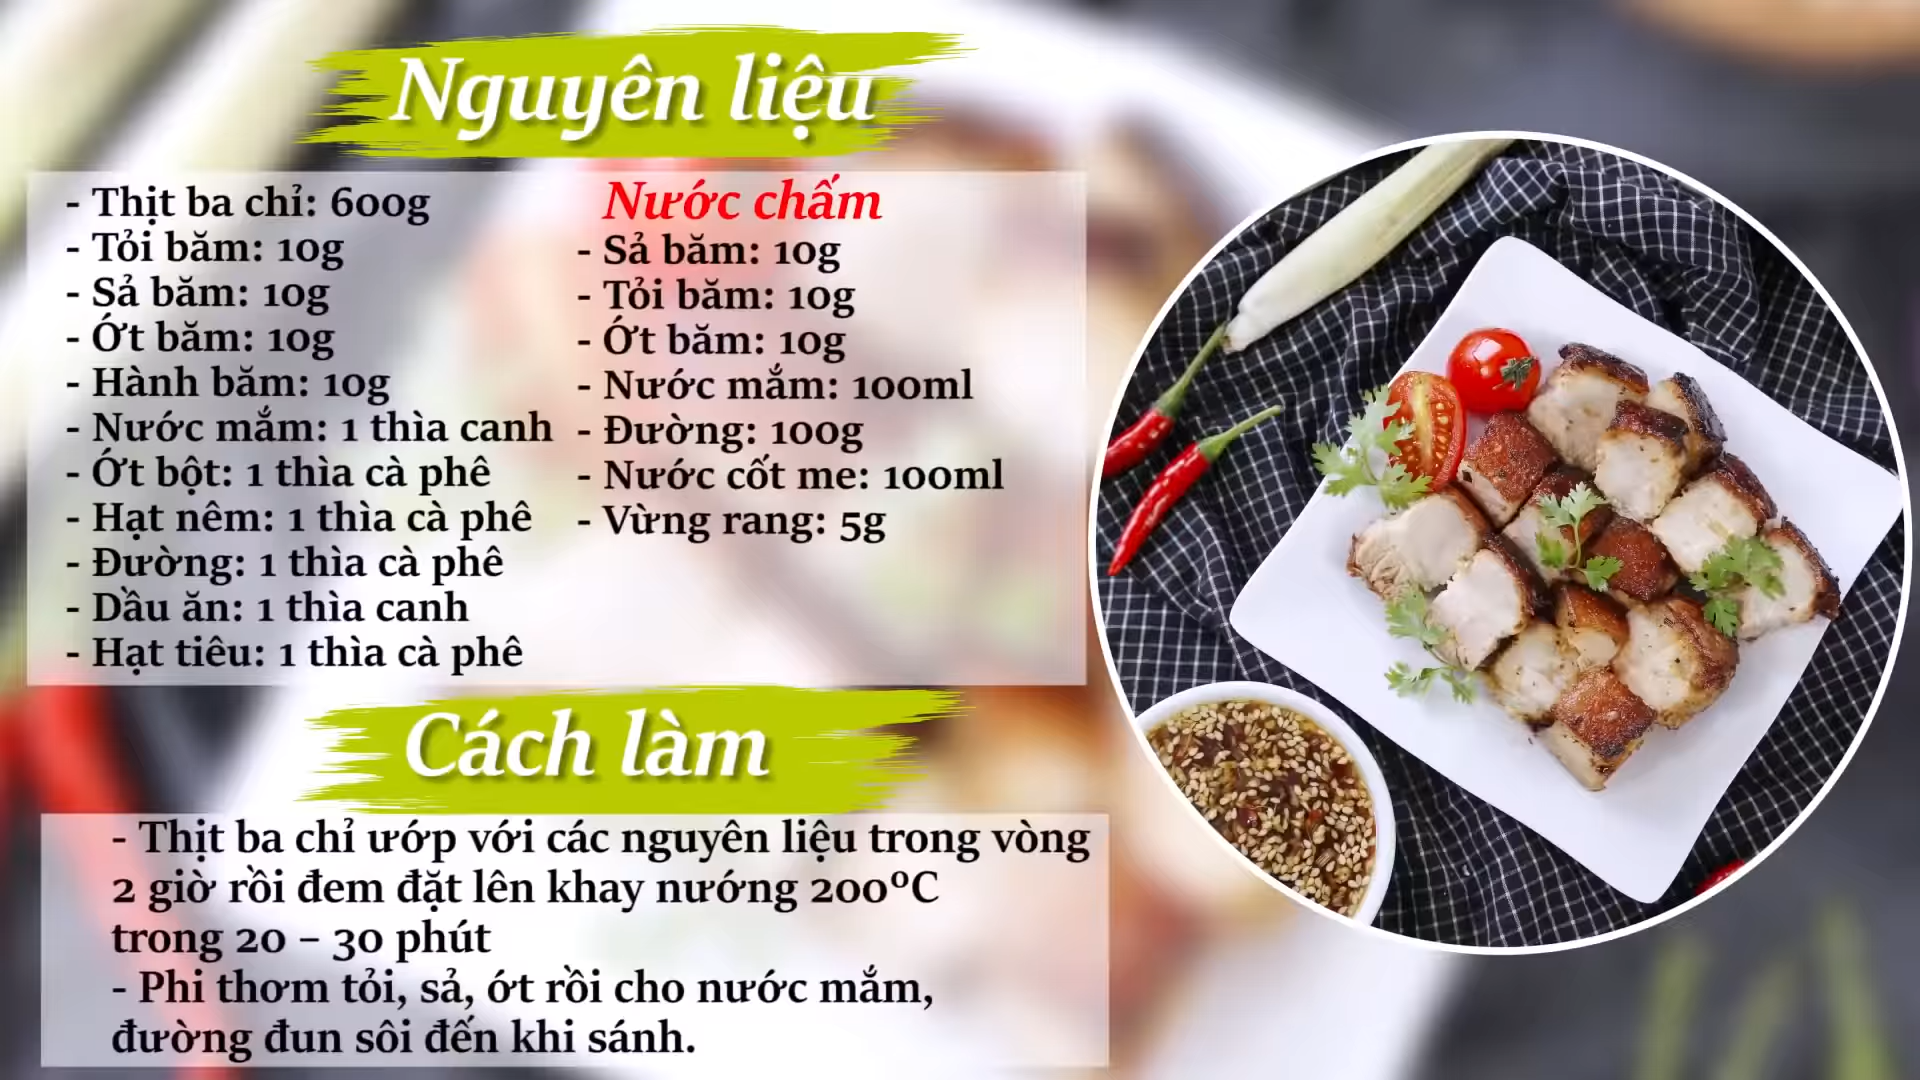 Nguyên liệu
- Thịt ba chỉ: 600g
- Tỏi băm: 10g
- Sả băm: 10g
- Ớt băm: 10g
- Hành băm: 10g
- Nước mắm: 1 thìa canh
- Ớt bột: 1 thìa cà phê
- Hạt nêm: 1 thìa cà phê
- Đường: 1 thìa cà phê
- Dầu ăn: 1 thìa canh
- Hạt tiêu: 1 thìa cà phê
Nước chấm
- Sả băm: 10g
- Tỏi băm: 10g
- Ớt băm: 10g
- Nước mắm: 100ml
- Đường: 100g
- Nước cốt me: 100ml
- Vừng rang: 5g
Cách làm
- Thịt ba chỉ ướp với các nguyên liệu trong vòng
2 giờ rồi đem đặt lên khay nướng 200ºC
trong 20 – 30 phút
- Phi thơm tỏi, sả, ớt rồi cho nước mắm,
đường đun sôi đến khi sánh.